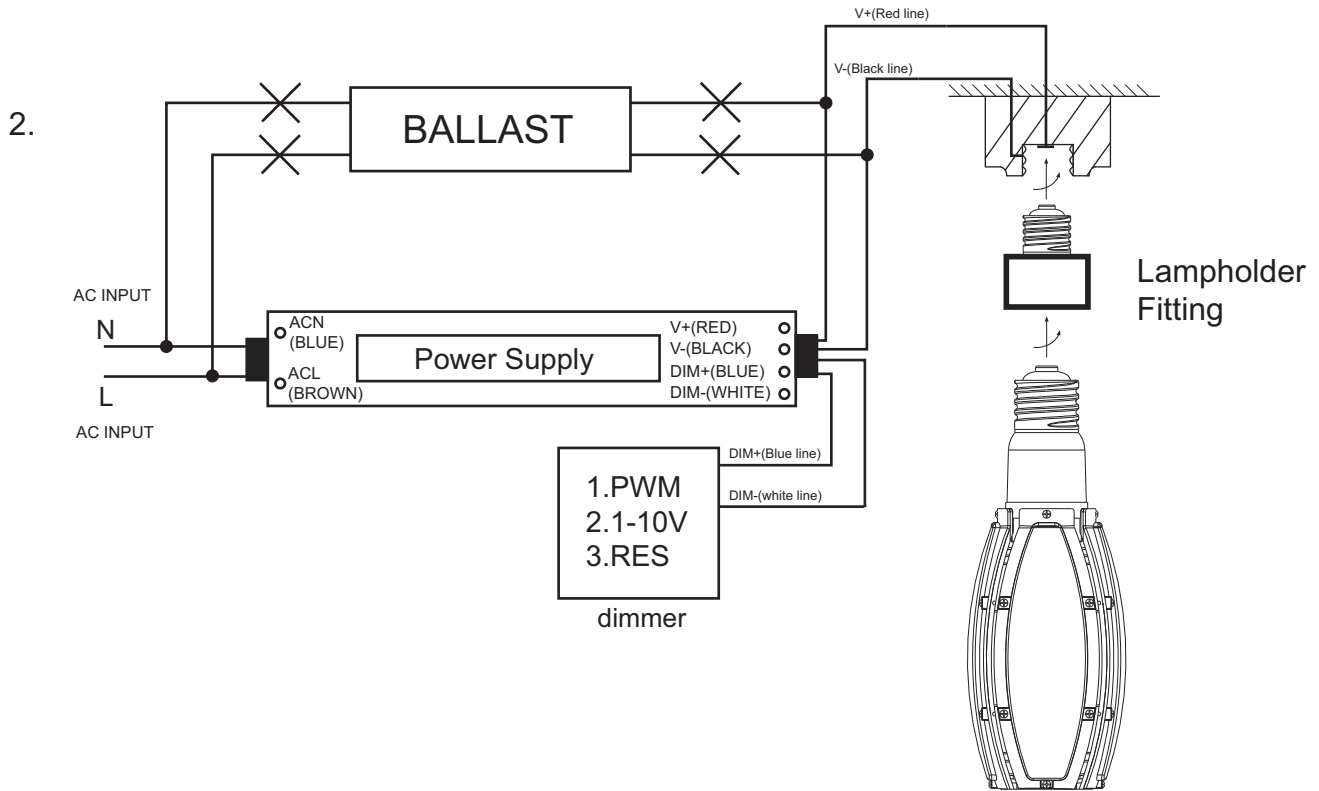 V+(Red line)
V-(Black line)
2.
BALLAST
Lampholder
Fitting
AC INPUT
N
L
AC INPUT
ACN
(BLUE)
ACL
(BROWN)
Power Supply
V+(RED)
V-(BLACK)
DIM+(BLUE)
DIM-(WHITE)
DIM+(Blue line)
DIM-(white line)
1.PWM
2.1-10V
3.RES
dimmer